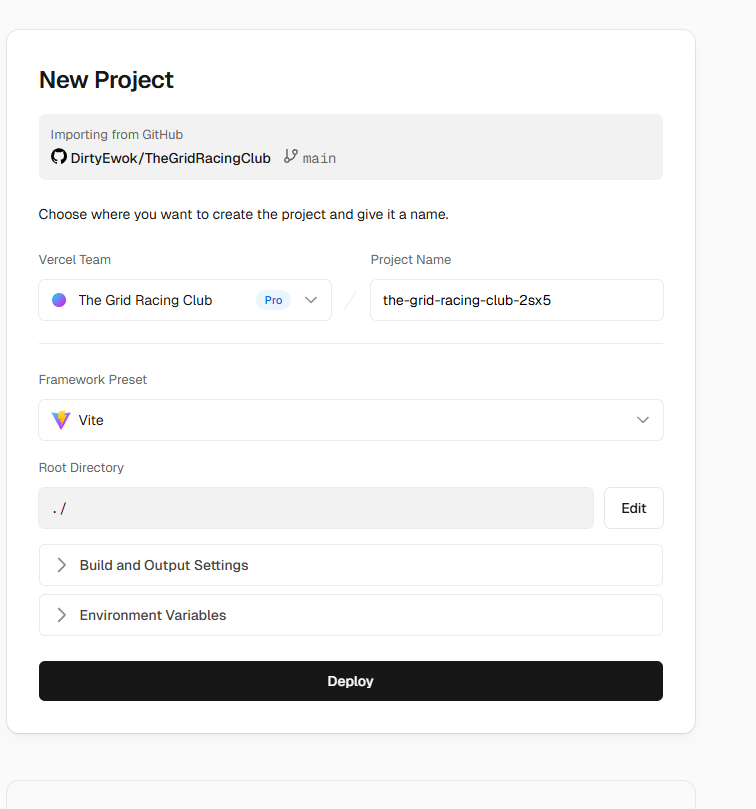 New Project
Importing from GitHub
DirtyEwok/TheGridRacingClub main
Choose where you want to create the project and give it a name.
Vercel Team
Project Name
The Grid Racing Club Pro
/
the-grid-racing-club-2sx5
Framework Preset
Vite
Root Directory
./
Edit
Build and Output Settings
Environment Variables
Deploy